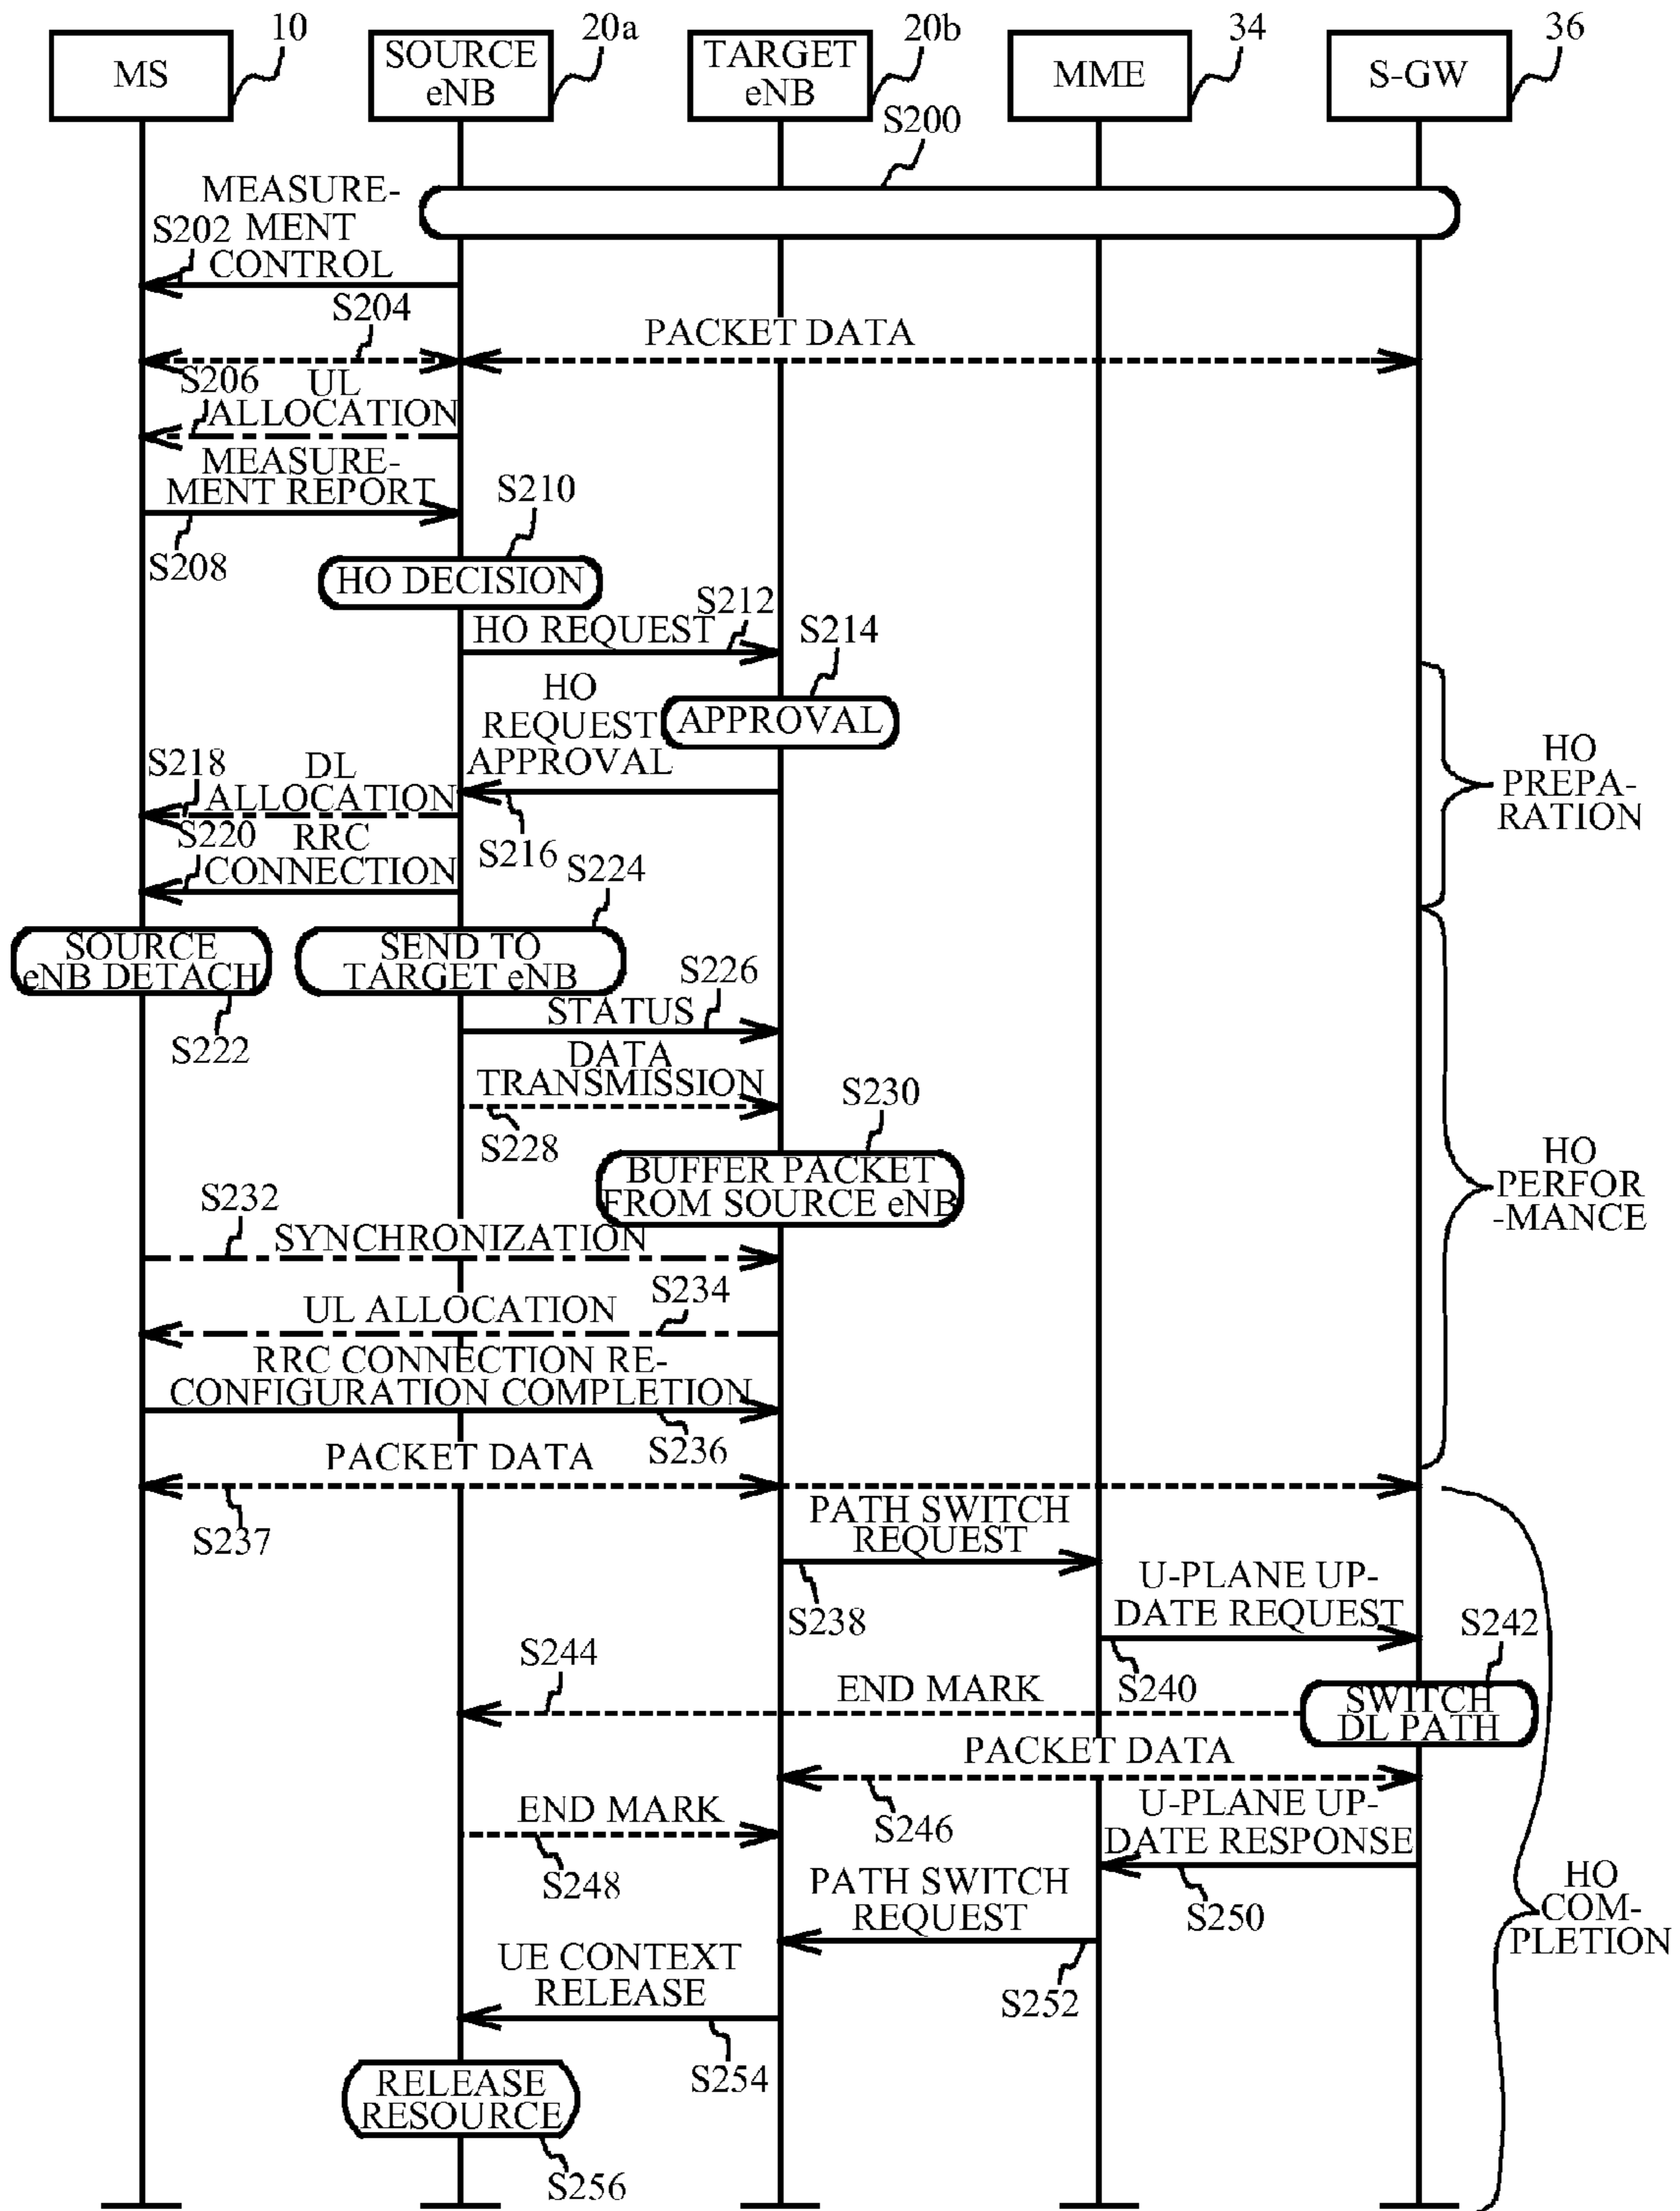 10
20a
20b
34
36
MS
SOURCE
eNB
TARGET
eNB
MME
S-GW
S200
MEASURE-
MENT
CONTROL
S202
S204
PACKET DATA
S206
UL
ALLOCATION
MEASURE-
MENT REPORT
S208
S210
HO DECISION
S212
HO REQUEST
S214
APPROVAL
HO
REQUEST
APPROVAL
S216
HO
PREPA-
RATION
S218
DL
ALLOCATION
S220
RRC
CONNECTION
S224
SOURCE
eNB DETACH
S222
SEND TO
TARGET eNB
S226
STATUS
DATA
TRANSMISSION
S228
S230
BUFFER PACKET
FROM SOURCE eNB
HO
PERFOR
-MANCE
S232
SYNCHRONIZATION
S234
UL ALLOCATION
RRC CONNECTION RE-
CONFIGURATION COMPLETION
S236
PACKET DATA
S237
PATH SWITCH
REQUEST
S238
U-PLANE UP-
DATE REQUEST
S240
S242
SWITCH
DL PATH
S244
END MARK
PACKET DATA
S246
END MARK
S248
U-PLANE UP-
DATE RESPONSE
S250
PATH SWITCH
REQUEST
S252
HO
COM-
PLETION
UE CONTEXT
RELEASE
S254
RELEASE
RESOURCE
S256